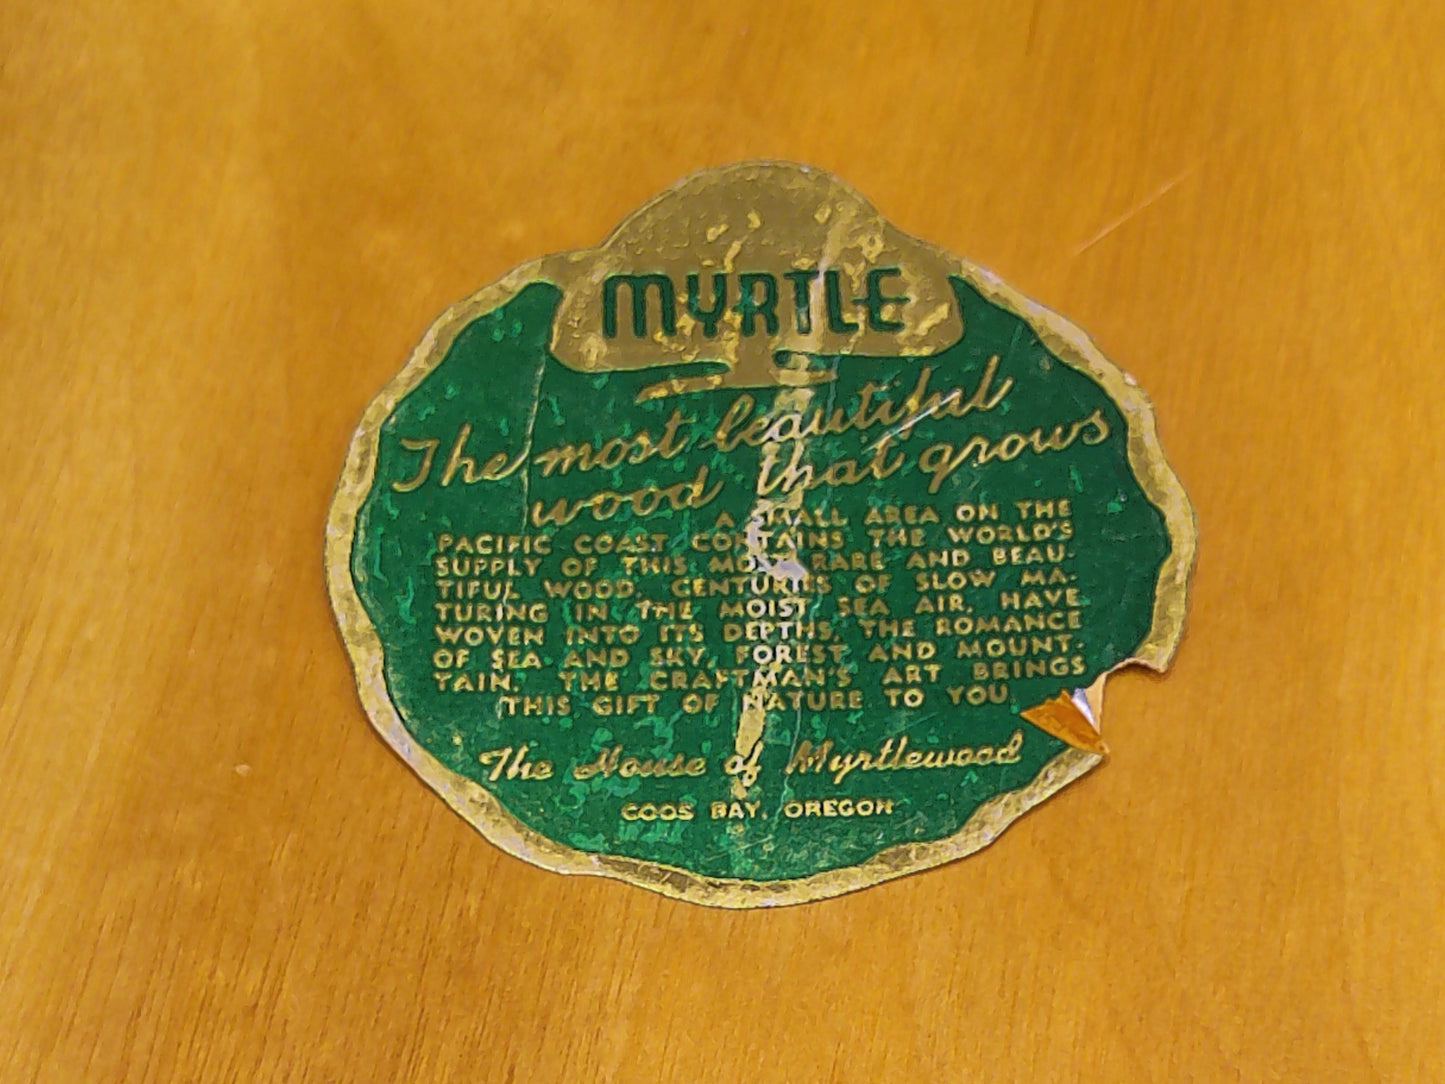 MYRTLE
The most beautiful
wood that grows
A SMALL AREA ON THE
PACIFIC COAST CONTAINS THE WORLD'S
SUPPLY OF THIS MOST RARE AND BEAU-
TIFUL WOOD. CENTURIES OF SLOW MA-
TURING IN THE MOIST SEA AIR, HAVE
WOVEN INTO ITS DEPTHS, THE ROMANCE
OF SEA AND SKY, FOREST AND MOUNT-
TAIN. THE CRAFTMAN'S ART BRINGS
THIS GIFT OF NATURE TO YOU.
The House of Myrtlewood
COOS BAY, OREGON